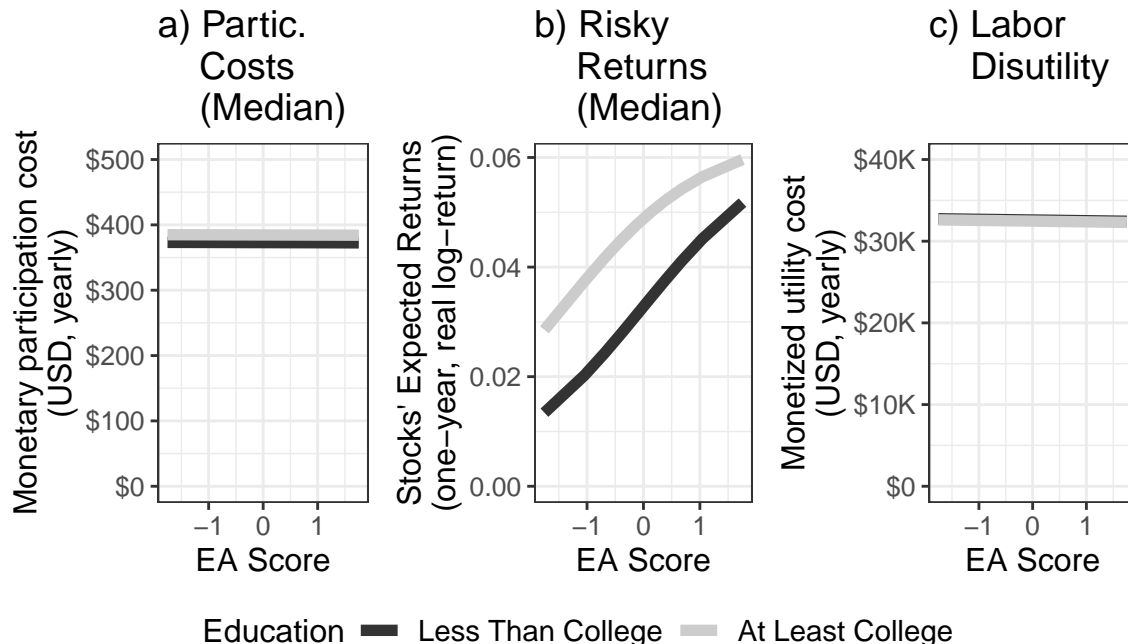 a) Partic.
Costs
(Median)
b) Risky
Returns
(Median)
c) Labor
Disutility
Monetary participation cost
(USD, yearly)
$500
$400
$300
$200
$100
$0
−1 0 1
EA Score
Stocks' Expected Returns
(one−year, real log−return)
0.06
0.04
0.02
0.00
−1 0 1
EA Score
Monetized utility cost
(USD, yearly)
$40K
$30K
$20K
$10K
$0
−1 0 1
EA Score
Education Less Than College At Least College